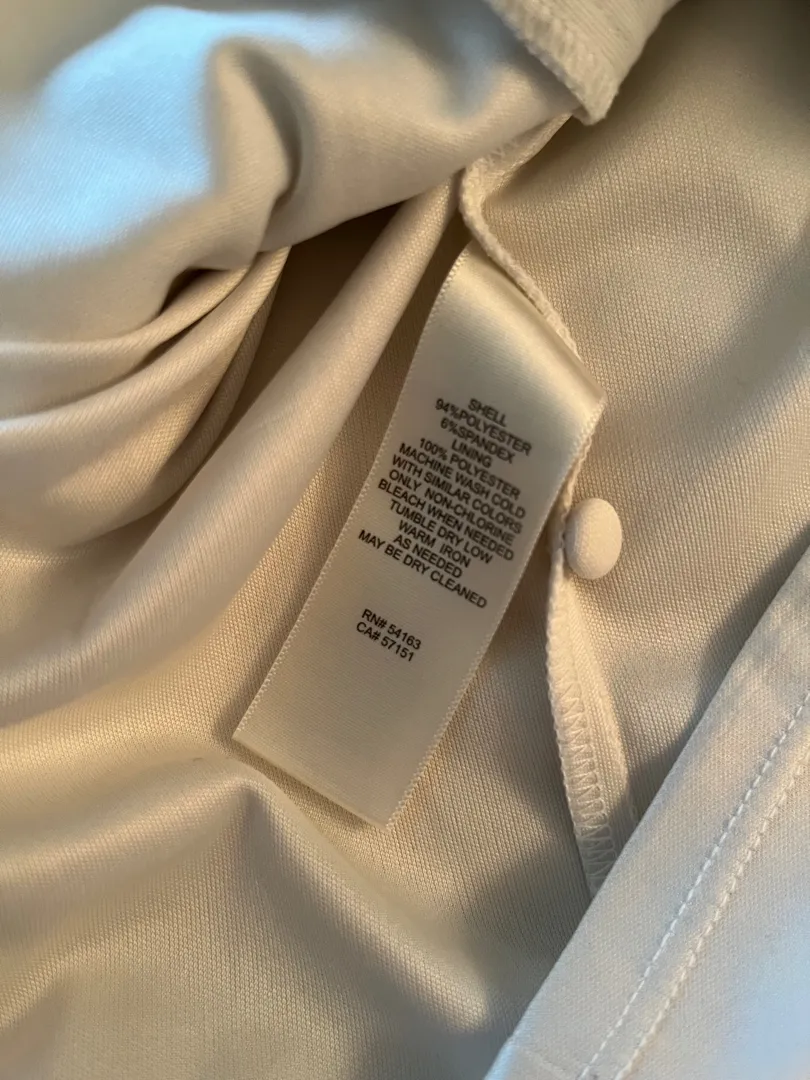 SHELL
94%POLYESTER
6%SPANDEX
LINING
100% POLYESTER
MACHINE WASH COLD
WITH SIMILAR COLORS
ONLY NON-CHLORINE
BLEACH WHEN NEEDED
TUMBLE DRY LOW
WARM IRON
AS NEEDED
MAY BE DRY CLEANED
RN# 54163
CA# 57151